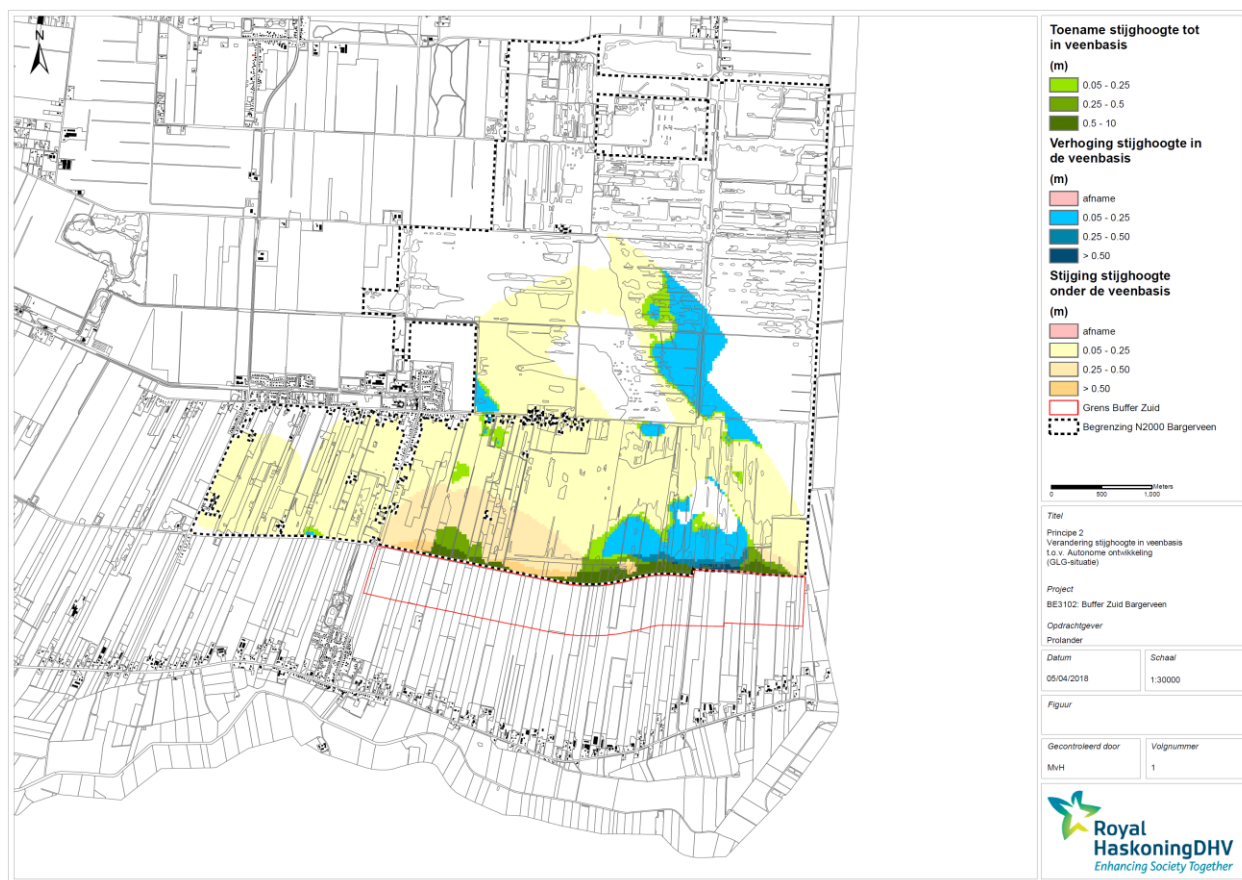 N
Toename stijghoogte tot
in veenbasis
(m)
0.05 - 0.25
0.25 - 0.5
0.5 - 10
Verhoging stijghoogte in
de veenbasis
(m)
afname
0.05 - 0.25
0.25 - 0.50
> 0.50
Stijging stijghoogte
onder de veenbasis
(m)
afname
0.05 - 0.25
0.25 - 0.50
> 0.50
Grens Buffer Zuid
Begrenzing N2000 Bargerveen
Meters
0 500 1,000
Titel
Principe 2
Verandering stijghoogte in veenbasis
t.o.v. Autonome ontwikkeling
(GLG-situatie)
Project
BE3102: Buffer Zuid Bargerveen
Opdrachtgever
Prolander
Datum
05/04/2018
Schaal
1:30000
Figuur
Gecontroleerd door
MvH
Volgnummer
1
Royal
HaskoningDHV
Enhancing Society Together